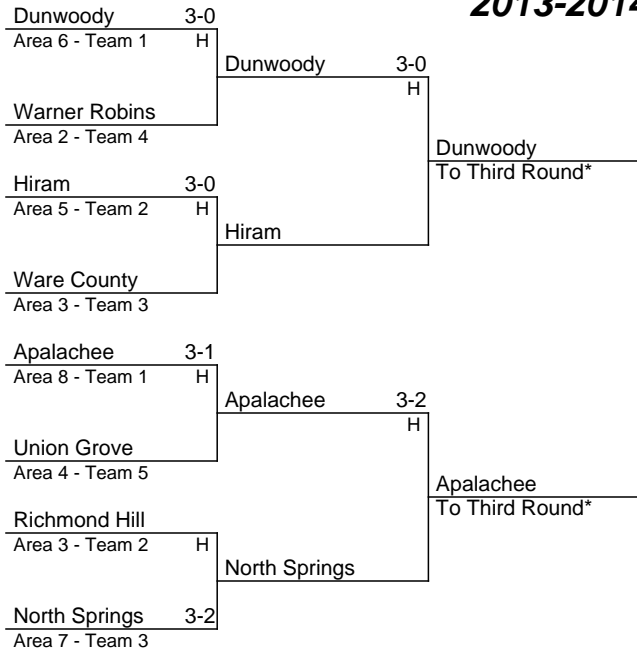 2013-2014
Dunwoody 3-0
Area 6 - Team 1 H
Dunwoody 3-0
H
Warner Robins
Area 2 - Team 4
Dunwoody
To Third Round*
Hiram 3-0
Area 5 - Team 2 H
Hiram
Ware County
Area 3 - Team 3
Apalachee 3-1
Area 8 - Team 1 H
Apalachee 3-2
H
Union Grove
Area 4 - Team 5
Apalachee
To Third Round*
Richmond Hill
Area 3 - Team 2 H
North Springs
North Springs 3-2
Area 7 - Team 3